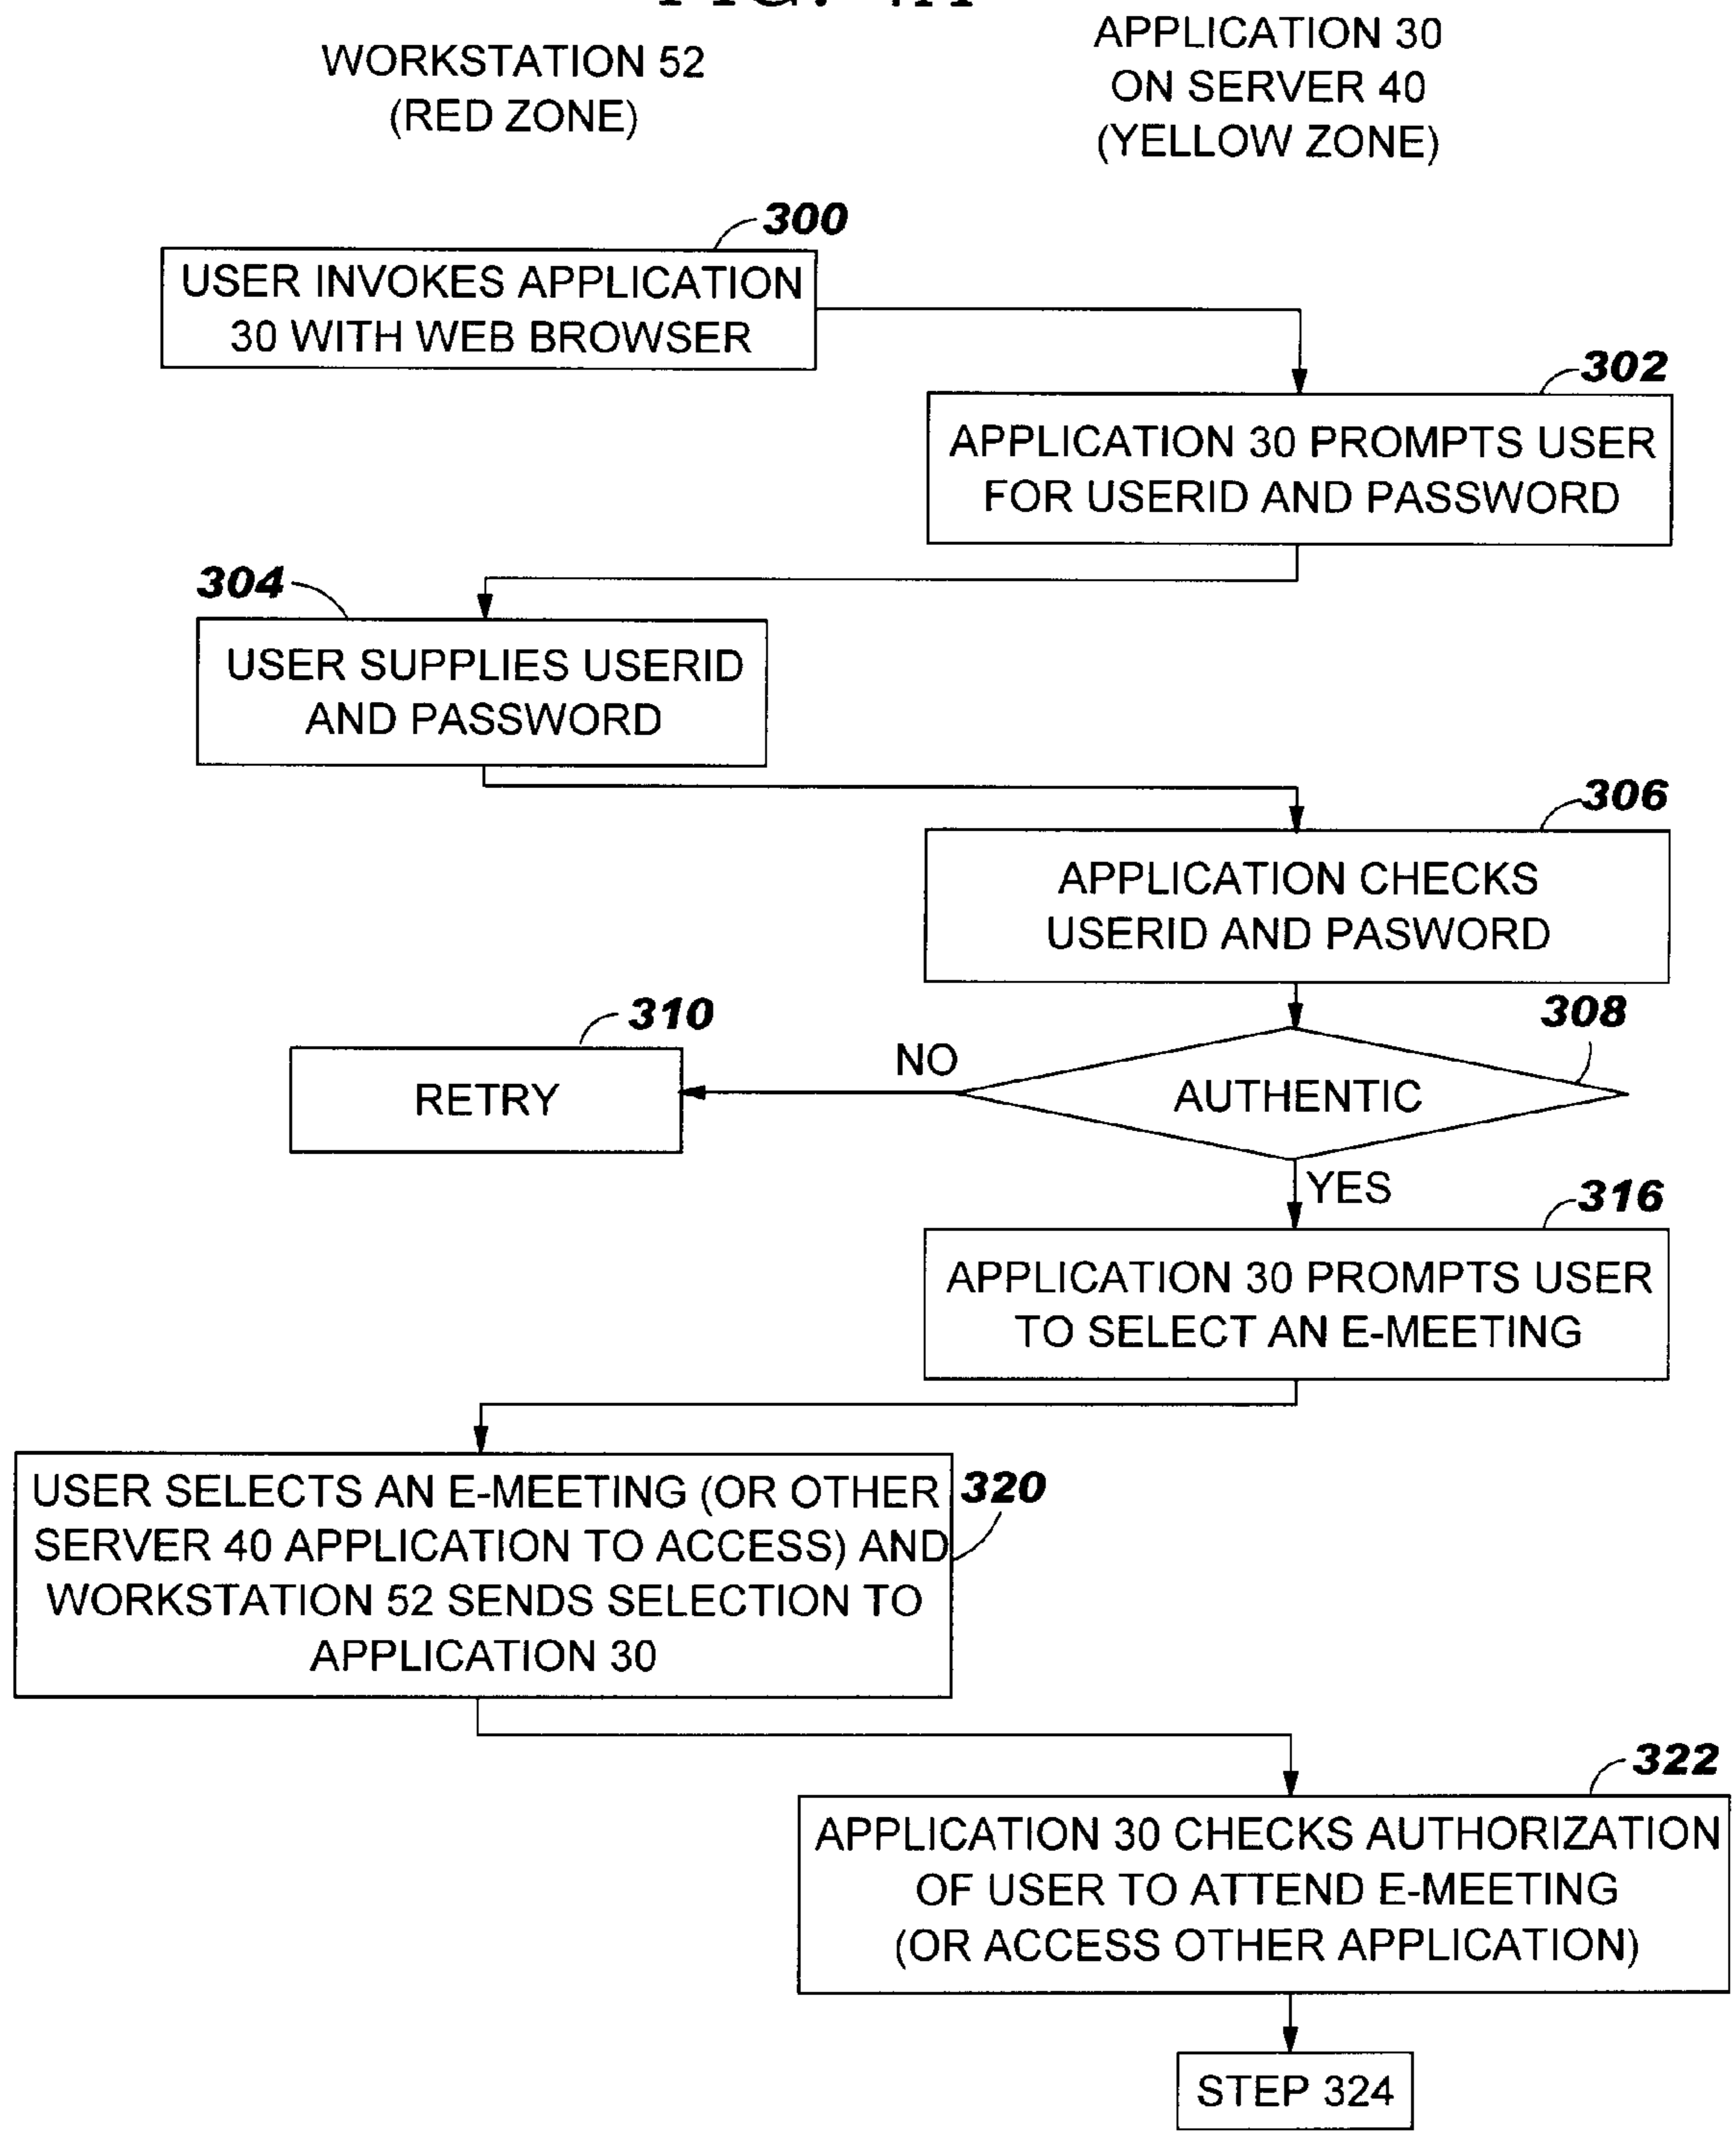 WORKSTATION 52
(RED ZONE)
APPLICATION 30
ON SERVER 40
(YELLOW ZONE)
300
USER INVOKES APPLICATION
30 WITH WEB BROWSER
302
APPLICATION 30 PROMPTS USER
FOR USERID AND PASSWORD
304
USER SUPPLIES USERID
AND PASSWORD
306
APPLICATION CHECKS
USERID AND PASWORD
308
AUTHENTIC
NO
310
RETRY
YES
316
APPLICATION 30 PROMPTS USER
TO SELECT AN E-MEETING
320
USER SELECTS AN E-MEETING (OR OTHER
SERVER 40 APPLICATION TO ACCESS) AND
WORKSTATION 52 SENDS SELECTION TO
APPLICATION 30
322
APPLICATION 30 CHECKS AUTHORIZATION
OF USER TO ATTEND E-MEETING
(OR ACCESS OTHER APPLICATION)
STEP 324